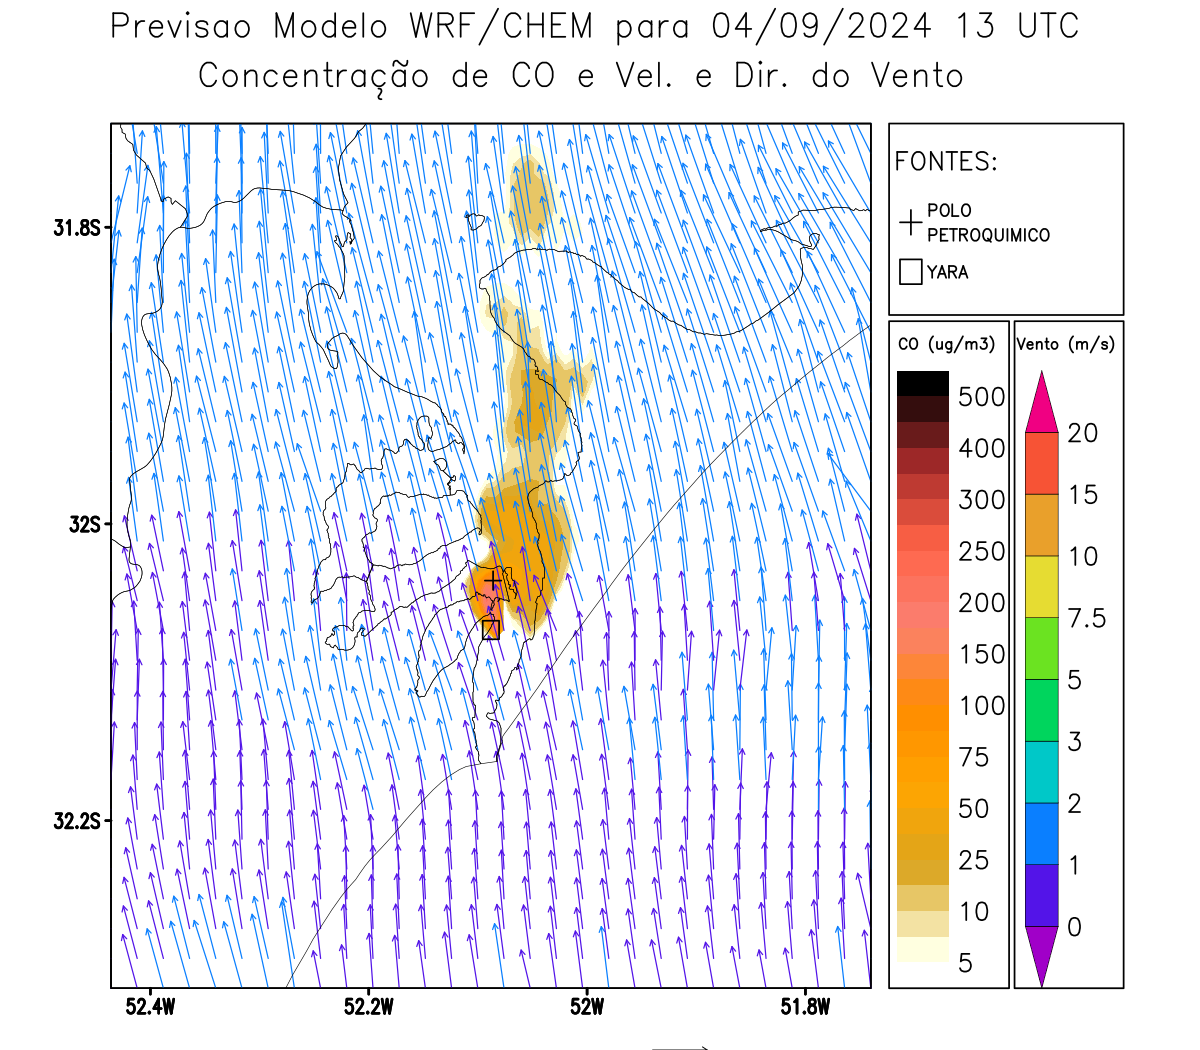 Previsao Modelo WRF/CHEM para 04/09/2024 13 UTC
Concentração de CO e Vel. e Dir. do Vento
FONTES:
POLO
PETROQUIMICO
YARA
CO (ug/m3)
500
400
300
250
200
150
100
75
50
25
10
5
Vento (m/s)
20
15
10
7.5
5
3
2
1
0
31.8S
32S
32.2S
52.4W
52.2W
52W
51.8W